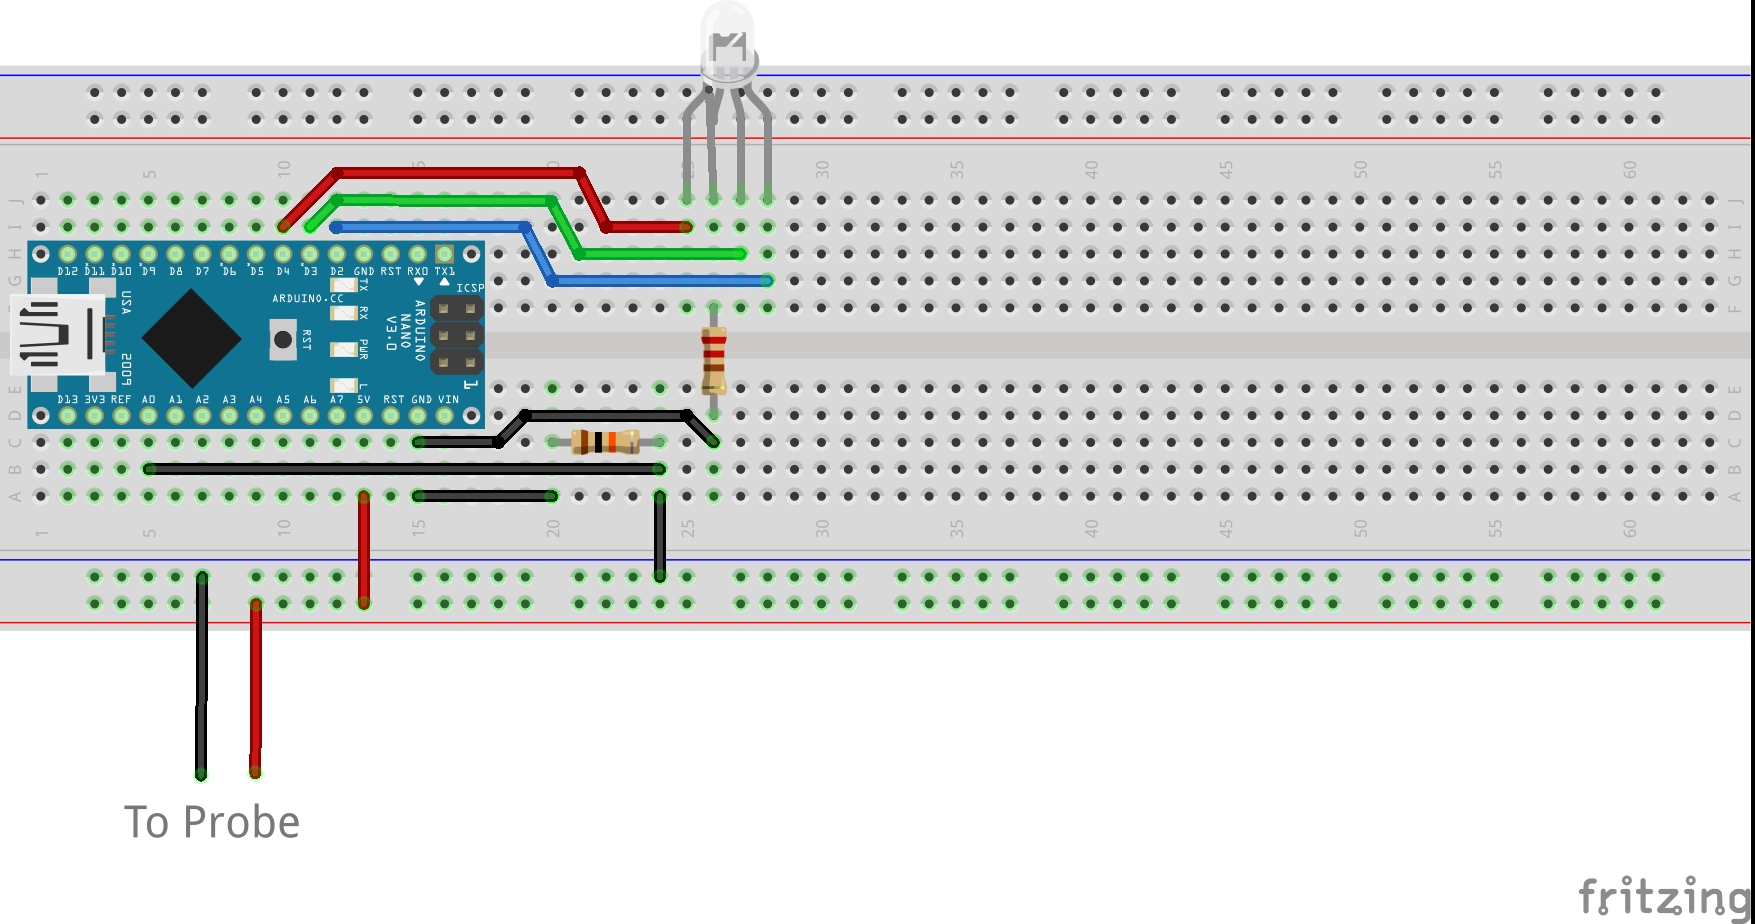 1 5 10 15 20 25 30 35 40 45 50 55 60
J J
I I
H H
G G
F
D12 D11 D10 D9 D8 D7 D6 D5 D4 D3 D2 GND RST RX0 TX1
ICSP
ARDUINO.CC
USA
TX
RX
RST
PWR
L
ARDUINO
NANO
V3.0
2009
1
D13 3V3 REF A0 A1 A2 A3 A4 A5 A6 A7 5V RST GND VIN
E E
D D
C C
B B
A A
1 5 10 15 20 25 30 35 40 45 50 55 60
To Probe
fritzing